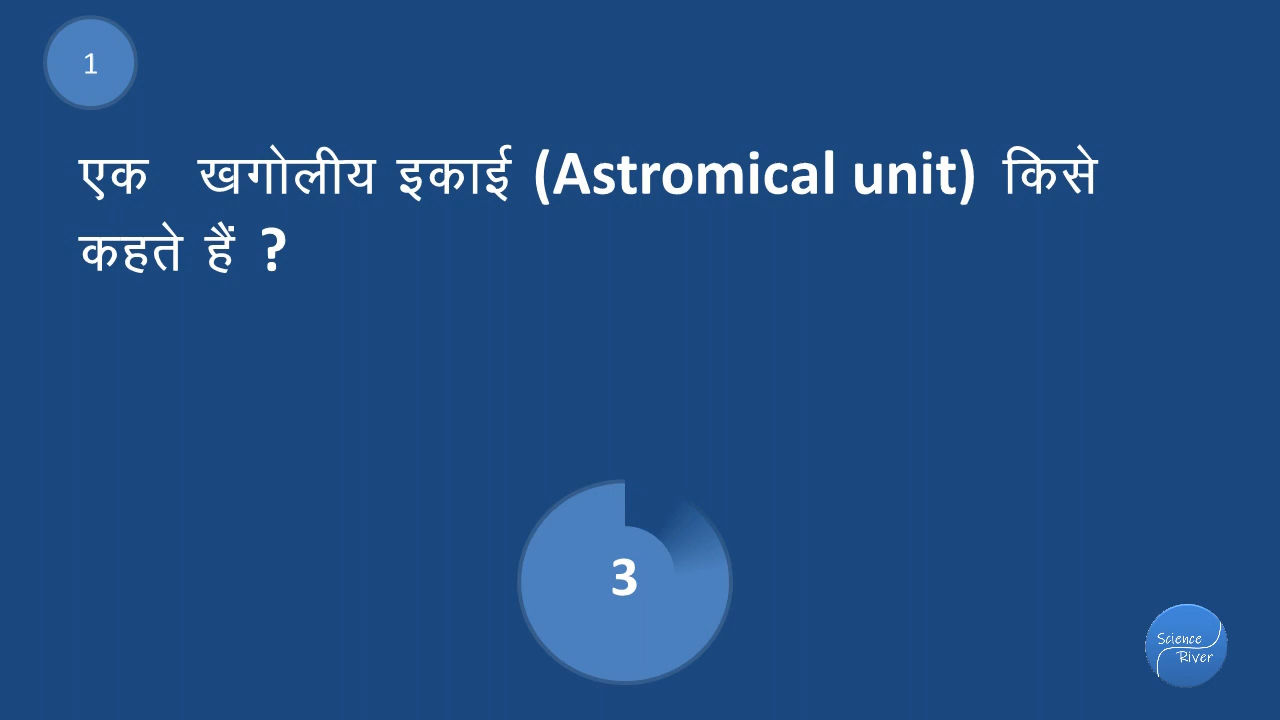 1
एक खगोलीय इकाई (Astromical unit) किसे
कहते हैं ?
3
Science
River